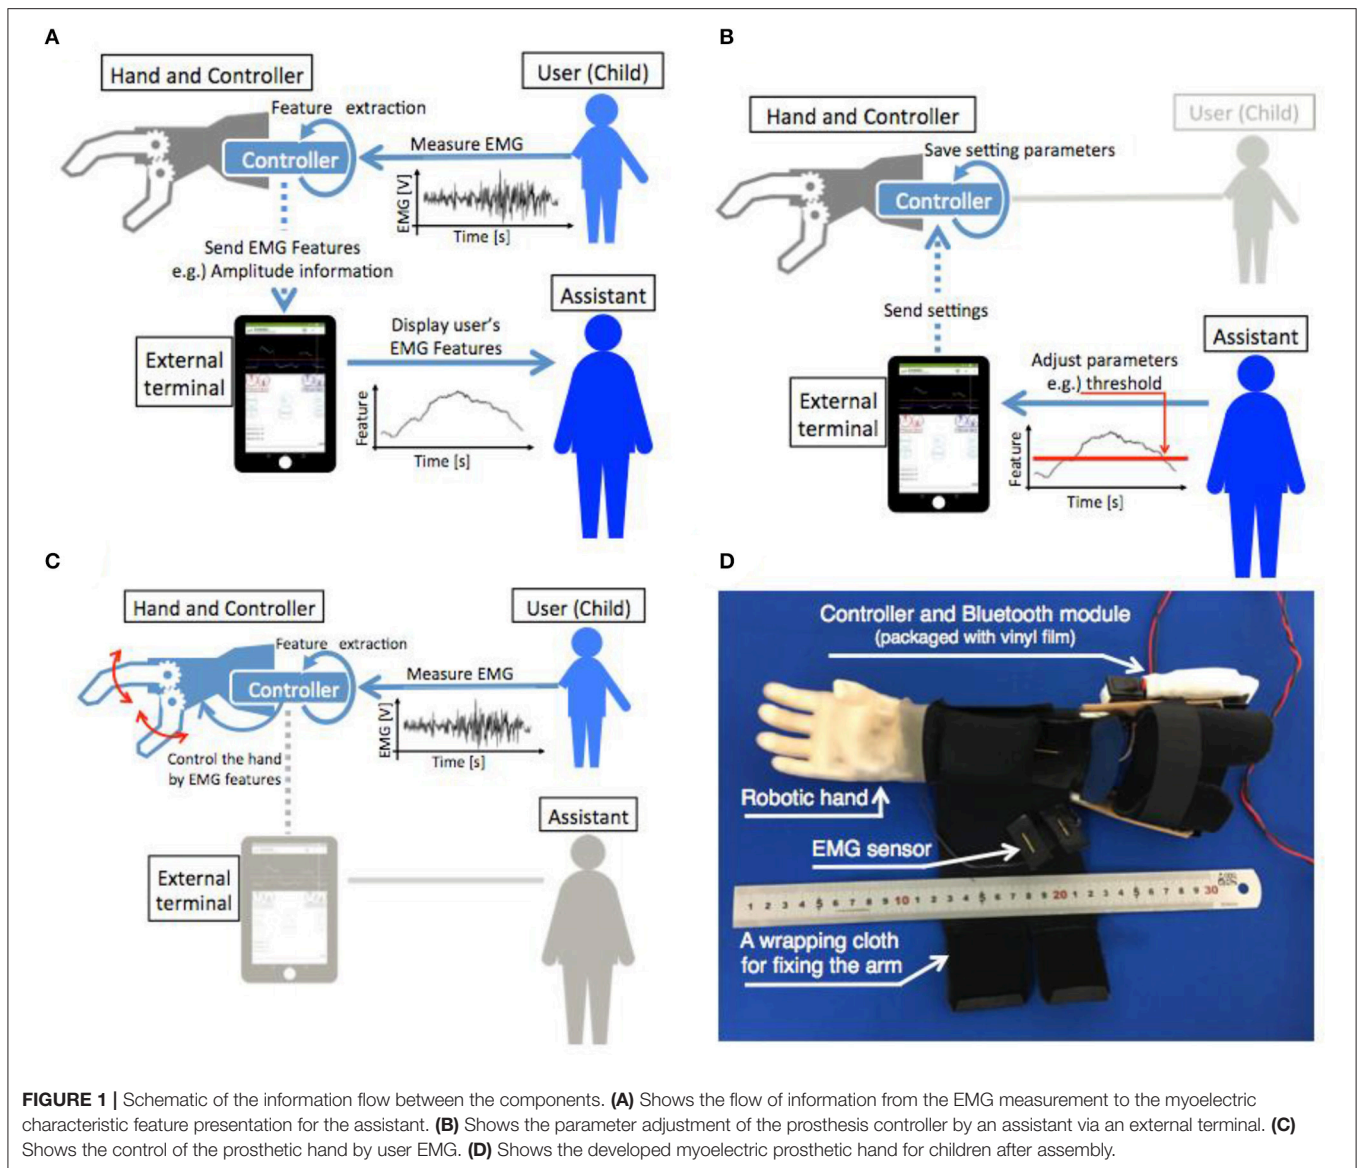 A
Hand and Controller
User (Child)
Feature extraction
Controller
Measure EMG
EMG [V]
Time [s]
Send EMG Features
e.g.) Amplitude information
Assistant
External
terminal
Display user's
EMG Features
Feature
Time [s]
B
Hand and Controller
User (Child)
Save setting parameters
Controller
Send settings
Assistant
External
terminal
Adjust parameters
e.g.) threshold
Feature
Time [s]
C
Hand and Controller
User (Child)
Feature extraction
Controller
Measure EMG
EMG [V]
Time [s]
Control the hand
by EMG features
Assistant
External
terminal
D
Controller and Bluetooth module
(packaged with vinyl film)
Robotic hand
EMG sensor
1 2 3 4 5 6 7 8 9 10 1 2 3 4 5 6 7 8 9 20 1 2 3 4 5 6 7 8 9 30
A wrapping cloth
for fixing the arm
FIGURE 1 | Schematic of the information flow between the components. (A) Shows the flow of information from the EMG measurement to the myoelectric
characteristic feature presentation for the assistant. (B) Shows the parameter adjustment of the prosthesis controller by an assistant via an external terminal. (C)
Shows the control of the prosthetic hand by user EMG. (D) Shows the developed myoelectric prosthetic hand for children after assembly.